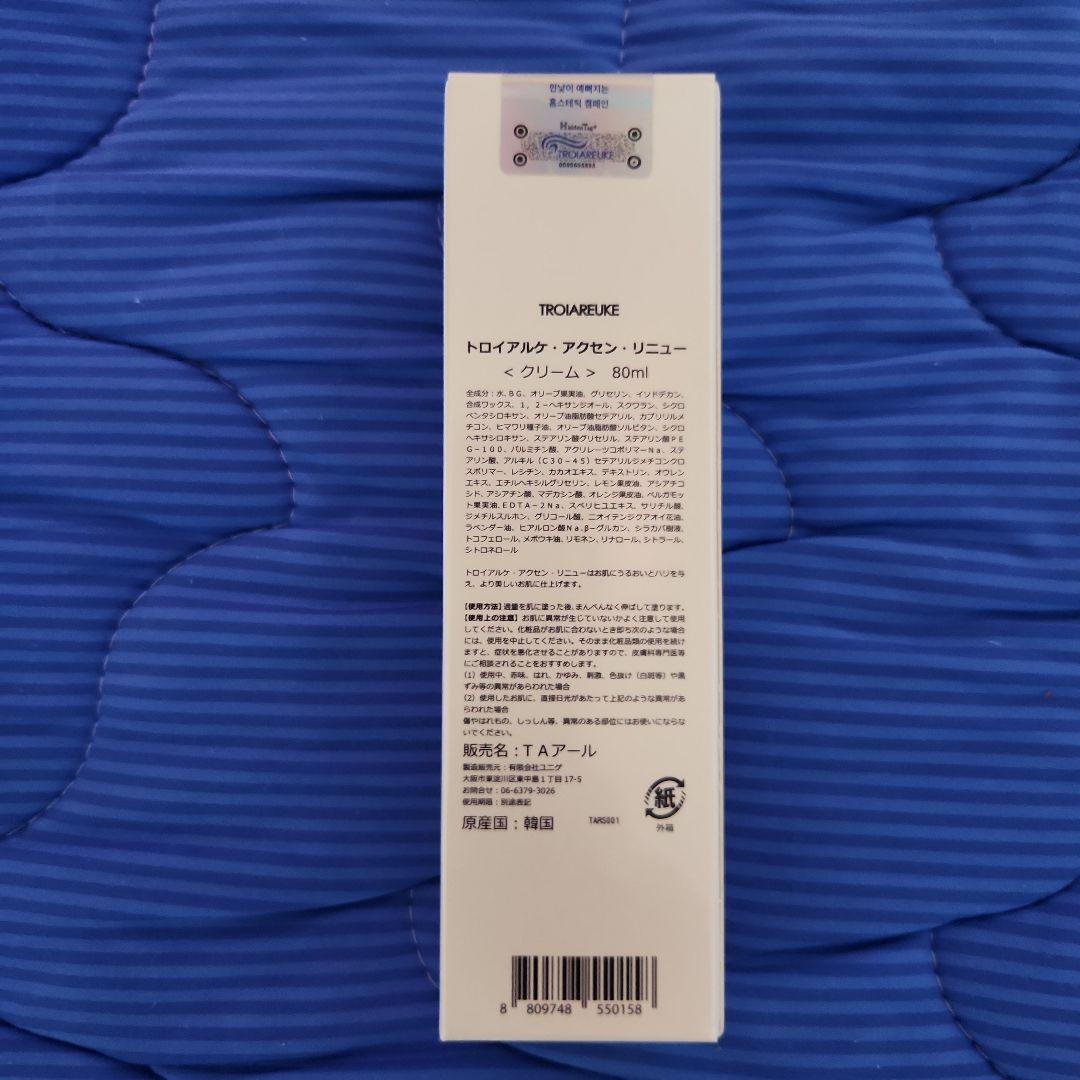 민낯이 예뻐지는
홈스테틱 캠페인
HiddenTag®
TROIAREUKE
TROIAREUKE
トロイアルケ・アクセン・リニュー
< クリーム > 80ml
全成分：水、BG、オリーブ果実油、グリセリン、イソドデカン、
合成ワックス、1，2－ヘキサンジオール、スクワラン、シクロ
ペンタシロキサン、オリーブ油脂肪酸セテアリル、カプリリルメ
チコン、ヒマワリ種子油、オリーブ油脂肪酸ソルビタン、シクロ
ヘキサシロキサン、ステアリン酸グリセリル、ステアリン酸ＰＥ
Ｇ－100、パルミチン酸、アクリレーツコポリマーＮａ、ステ
アリン酸、アルキル（Ｃ30－45）セテアリルジメチコンクロ
スポリマー、レシチン、カカオエキス、デキストリン、オウレン
エキス、エチルヘキシルグリセリン、レモン果皮油、アシアチコ
シド、アシアチン酸、マデカシン酸、オレンジ果皮油、ベルガモッ
ト果実油、ＥＤＴＡ－２Ｎａ、スベリヒユエキス、サリチル酸、
ジメチルスルホン、グリコール酸、ニオイテンジクアオイ花油、
ラベンダー油、ヒアルロン酸Ｎａ、β－グルカン、シラカバ樹液、
トコフェロール、メボウキ油、リモネン、リナロール、シトラール、
シトロネロール
トロイアルケ・アクセン・リニューはお肌にうるおいとハリを与
え、より美しいお肌に仕上げます。
【使用方法】適量を肌に塗った後、まんべんなく伸ばして塗ります。
【使用上の注意】お肌に異常が生じていないかよく注意して使用
してください。化粧品がお肌に合わないとき即ち次のような場合
には、使用を中止してください。そのまま化粧品類の使用を続け
ますと、症状を悪化させることがありますので、皮膚科専門医等
にご相談されることをおすすめします。
（1）使用中、赤味、はれ、かゆみ、刺激、色抜け（白斑等）や黒
ずみ等の異常があらわれた場合
（2）使用したお肌に、直接日光があたって上記のような異常があ
らわれた場合
傷やはれもの、しっしん等、異常のある部位にはお使いにならな
いでください。
販売名：ＴＡアール
製造販売元：有限会社ユニゲ
大阪市東淀川区東中島１丁目17-5
お問合せ：06-6379-3026
使用期限：別途表記
原産国：韓国
TARS001
紙
外箱
8 809748 550158